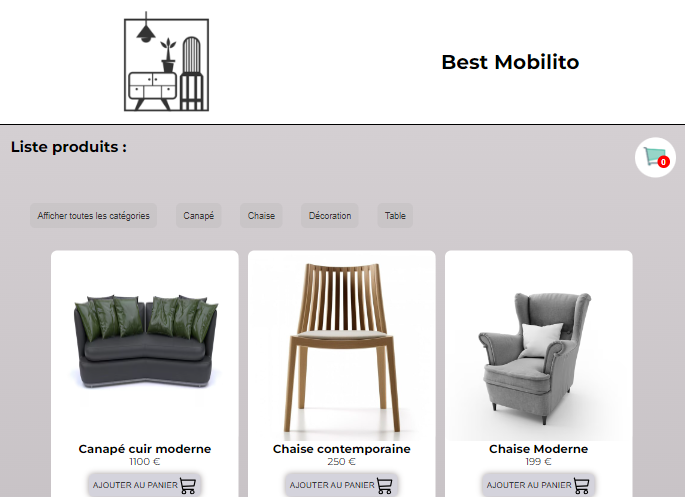 Best Mobilito
Liste produits :
0
Afficher toutes les catégories
Canapé
Chaise
Décoration
Table
Canapé cuir moderne
1100 €
AJOUTER AU PANIER
Chaise contemporaine
250 €
AJOUTER AU PANIER
Chaise Moderne
199 €
AJOUTER AU PANIER